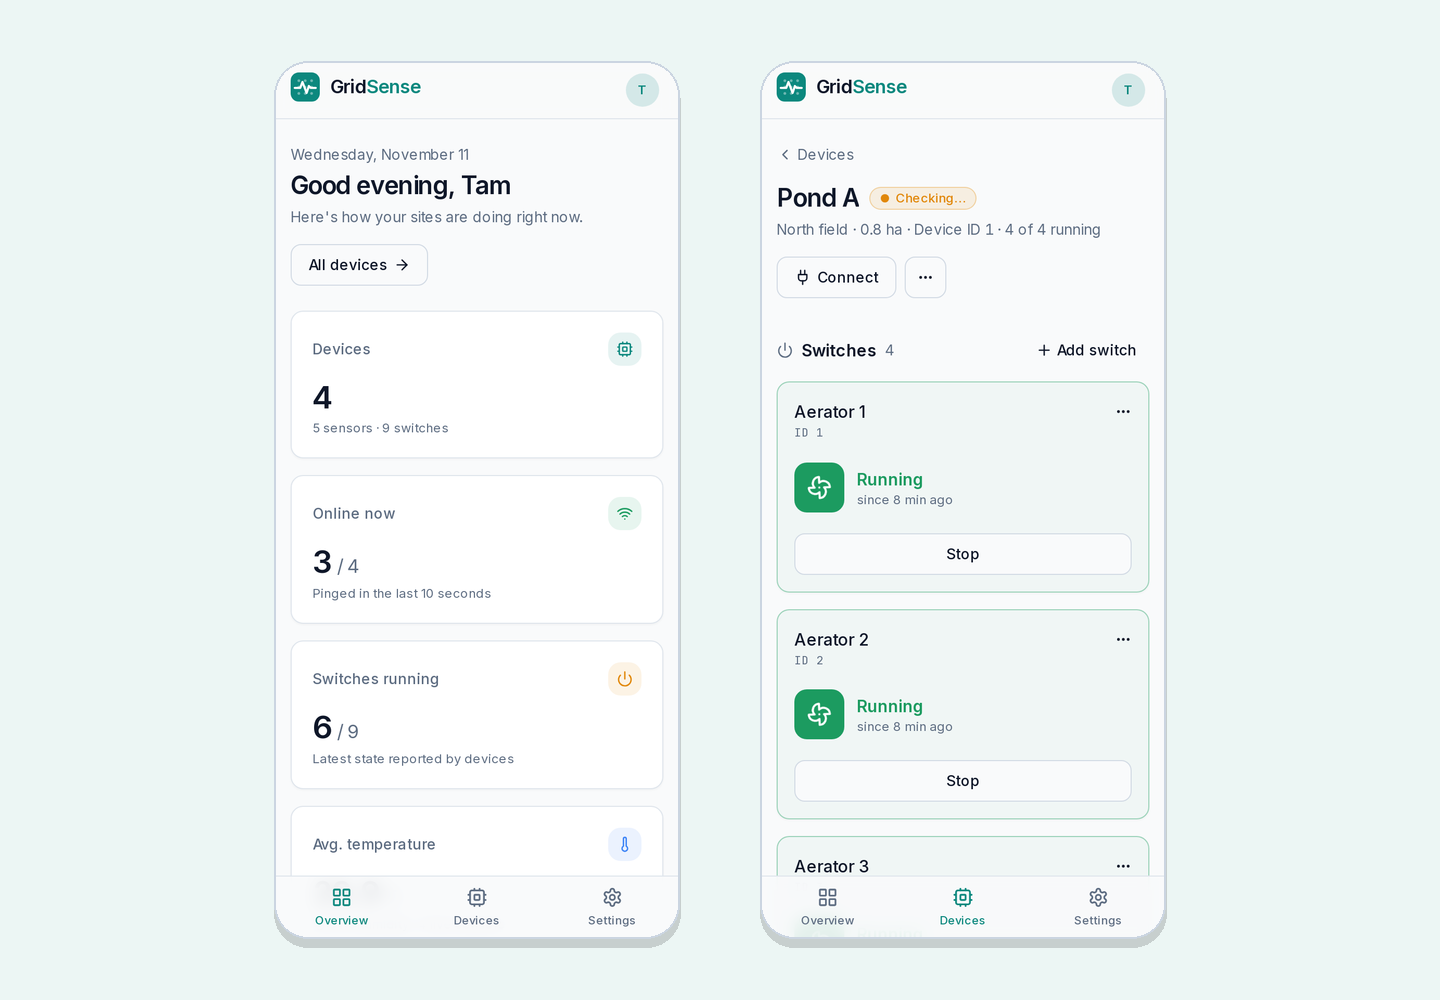 GridSense
T
Wednesday, November 11
Good evening, Tam
Here's how your sites are doing right now.
All devices
Devices
4
5 sensors · 9 switches
Online now
3 / 4
Pinged in the last 10 seconds
Switches running
6 / 9
Latest state reported by devices
Avg. temperature
Overview
Devices
Settings
GridSense
T
Devices
Pond A
Checking...
North field · 0.8 ha · Device ID 1 · 4 of 4 running
Connect
Switches 4
Add switch
Aerator 1
ID 1
Running
since 8 min ago
Stop
Aerator 2
ID 2
Running
since 8 min ago
Stop
Aerator 3
Overview
Devices
Settings